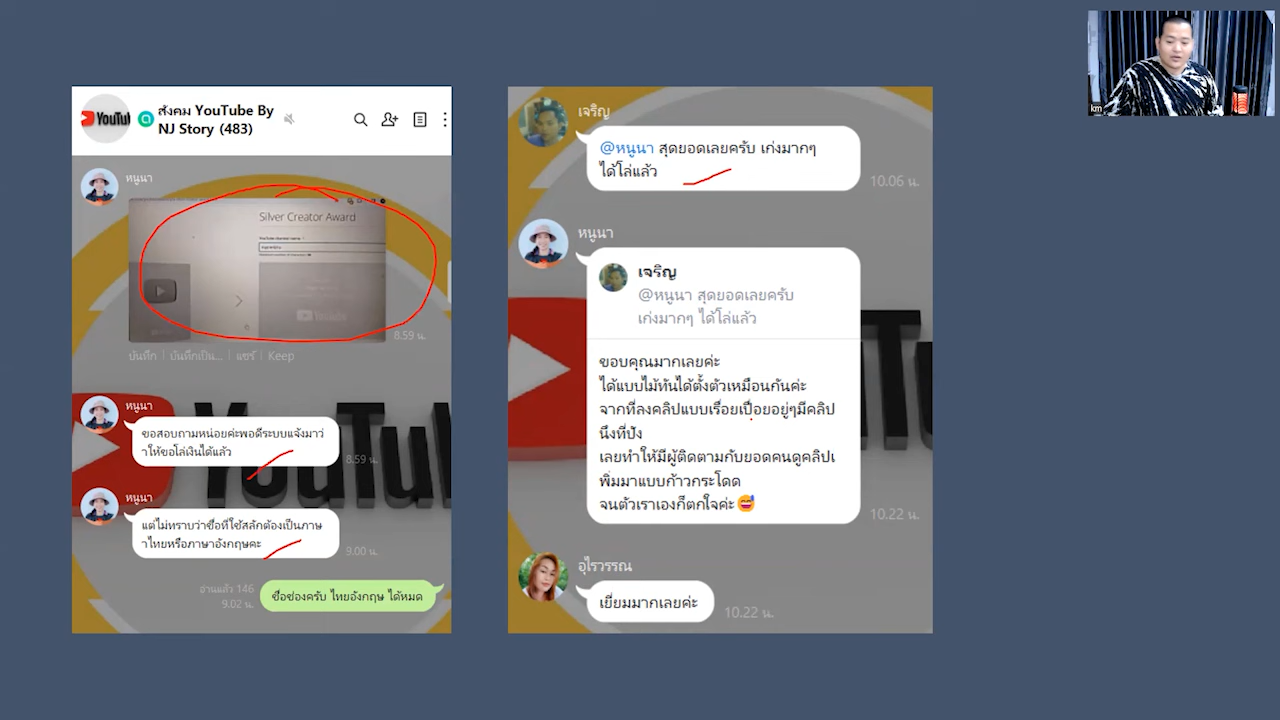 สังคม YouTube By
NJ Story (483)
หนูนา
Silver Creator Award
8.59 น.
บันทึก | บันทึกเป็น... | แชร์ | Keep
หนูนา
ขอสอบถามหน่อยค่ะพอดีระบบแจ้งมาว่
าให้ขอโล่เงินได้แล้ว
8.59 น.
หนูนา
แต่ไม่ทราบว่าชื่อที่ใช้สลักต้องเป็นภาษ
าไทยหรือภาษาอังกฤษคะ
9.00 น.
อ่านแล้ว 146
9.02 น.
ชื่อช่องครับ ไทยอังกฤษ ได้หมด
เจริญ
@หนูนา สุดยอดเลยครับ เก่งมากๆ
ได้โล่แล้ว
10.06 น.
หนูนา
เจริญ
@หนูนา สุดยอดเลยครับ
เก่งมากๆ ได้โล่แล้ว
ขอบคุณมากเลยค่ะ
ได้แบบไม่ทันได้ตั้งตัวเหมือนกันค่ะ
จากที่ลงคลิปแบบเรื่อยเปื่อยอยู่ๆมีคลิป
นึงที่ปัง
เลยทำให้มีผู้ติดตามกับยอดคนดูคลิปเ
พิ่มมาแบบก้าวกระโดด
จนตัวเราเองก็ตกใจค่ะ😅
10.22 น.
อุไรวรรณ
เยี่ยมมากเลยค่ะ
10.22 น.
km